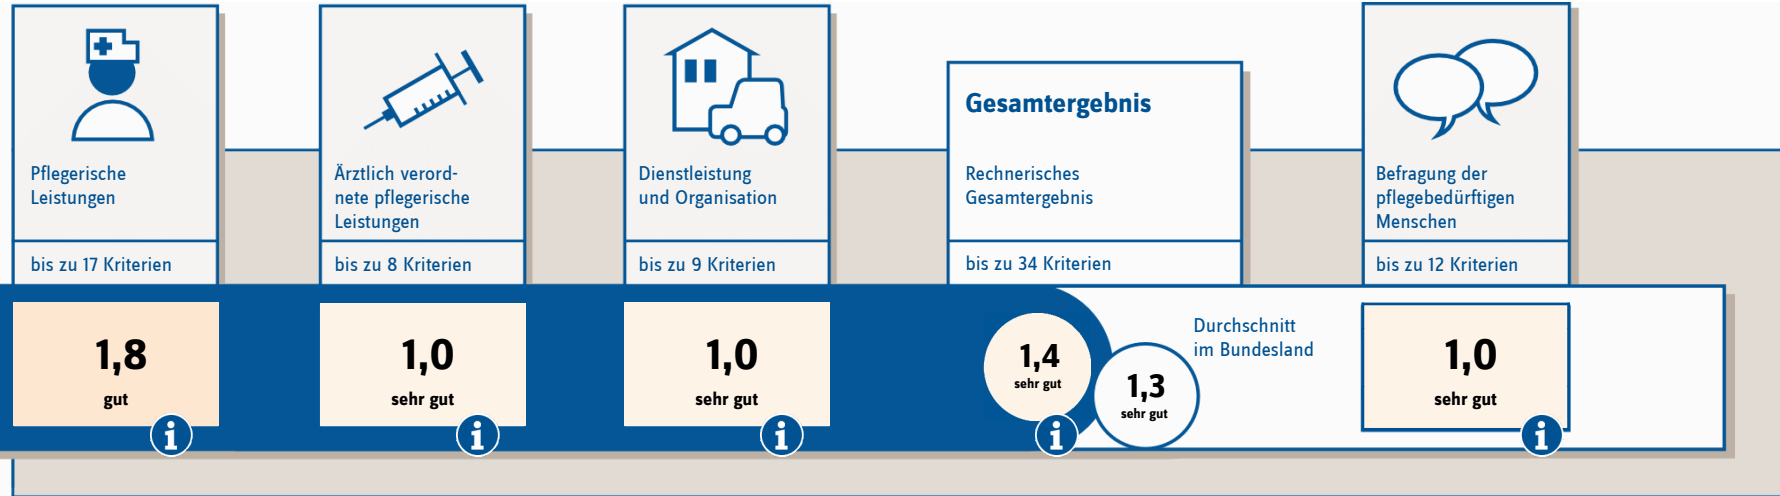 Pflegerische
Leistungen
bis zu 17 Kriterien
1,8
gut
i
Ärztlich verord-
nete pflegerische
Leistungen
bis zu 8 Kriterien
1,0
sehr gut
i
Dienstleistung
und Organisation
bis zu 9 Kriterien
1,0
sehr gut
i
Gesamtergebnis
Rechnerisches
Gesamtergebnis
bis zu 34 Kriterien
1,4
sehr gut
i
Durchschnitt
im Bundesland
1,3
sehr gut
Befragung der
pflegebedürftigen
Menschen
bis zu 12 Kriterien
1,0
sehr gut
i